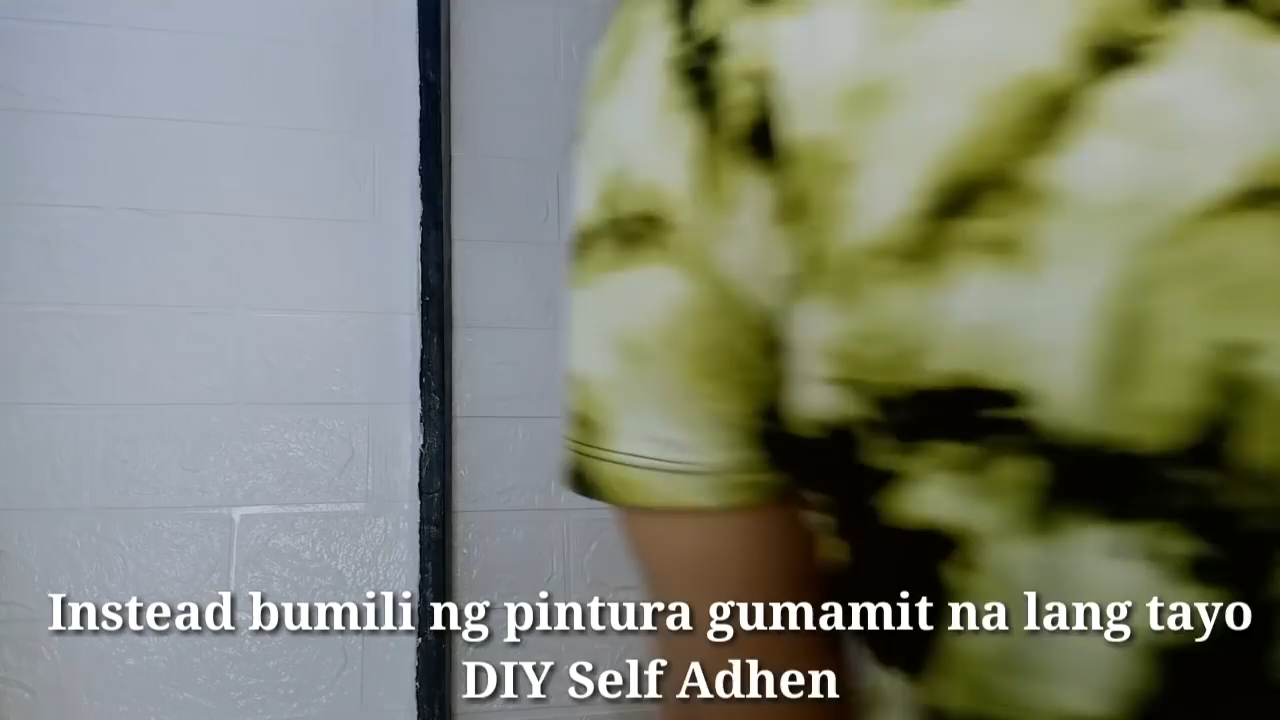 Instead bumili ng pintura gumamit na lang tayo
DIY Self Adhen